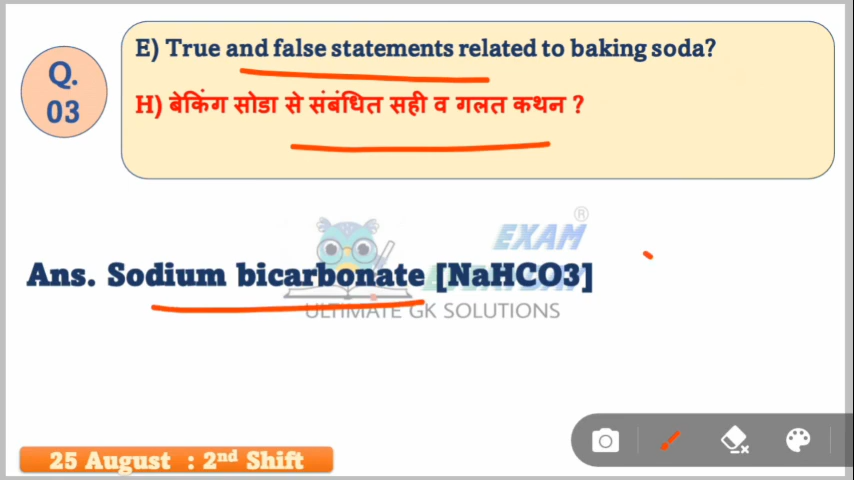 Q.
03
E) True and false statements related to baking soda?
H) बेकिंग सोडा से संबंधित सही व गलत कथन ?
®
EXAM
Ans. Sodium bicarbonate [NaHCO3]
ULTIMATE GK SOLUTIONS
25 August : 2nd Shift